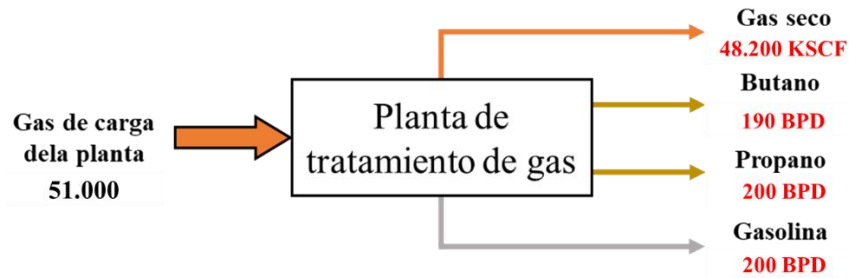 Gas de carga
dela planta
51.000
Planta de
tratamiento de gas
Gas seco
48.200 KSCF
Butano
190 BPD
Propano
200 BPD
Gasolina
200 BPD